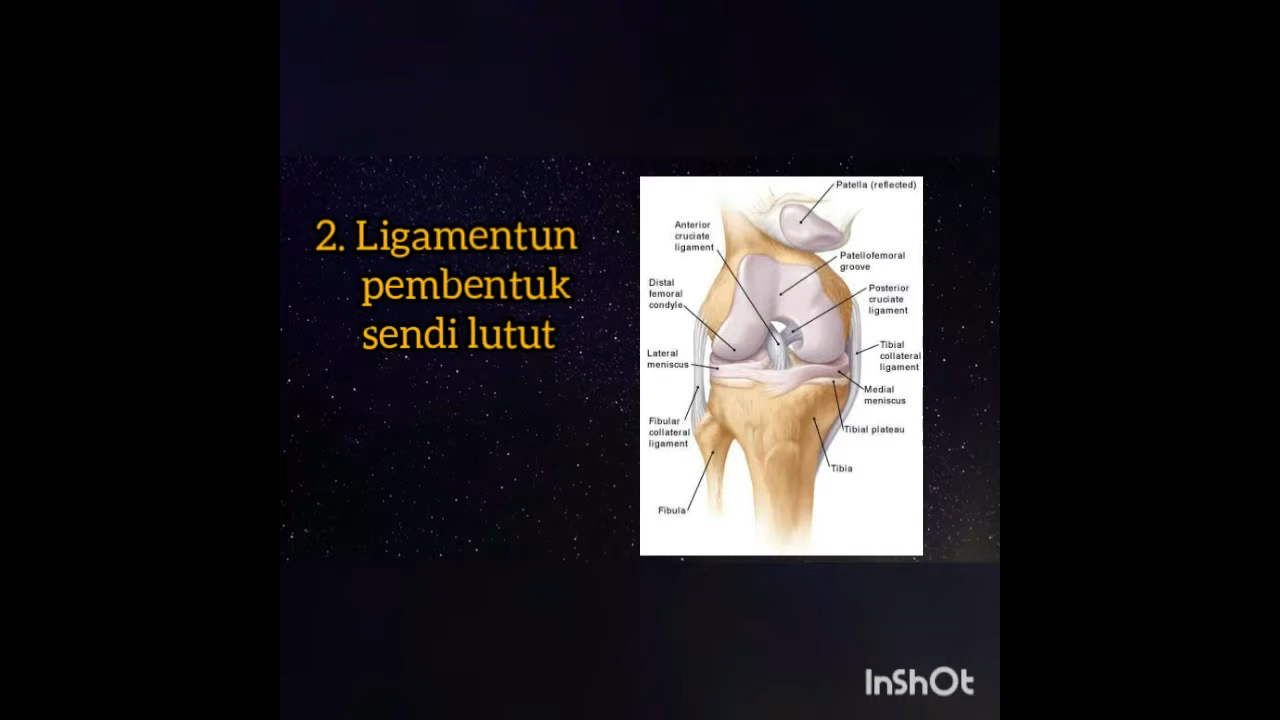 2. Ligamentun
pembentuk
sendi lutut
Patella (reflected)
Anterior
cruciate
ligament
Patellofemoral
groove
Distal
femoral
condyle
Posterior
cruciate
ligament
Lateral
meniscus
Tibial
collateral
ligament
Medial
meniscus
Fibular
collateral
ligament
Tibial plateau
Tibia
Fibula
InShOt